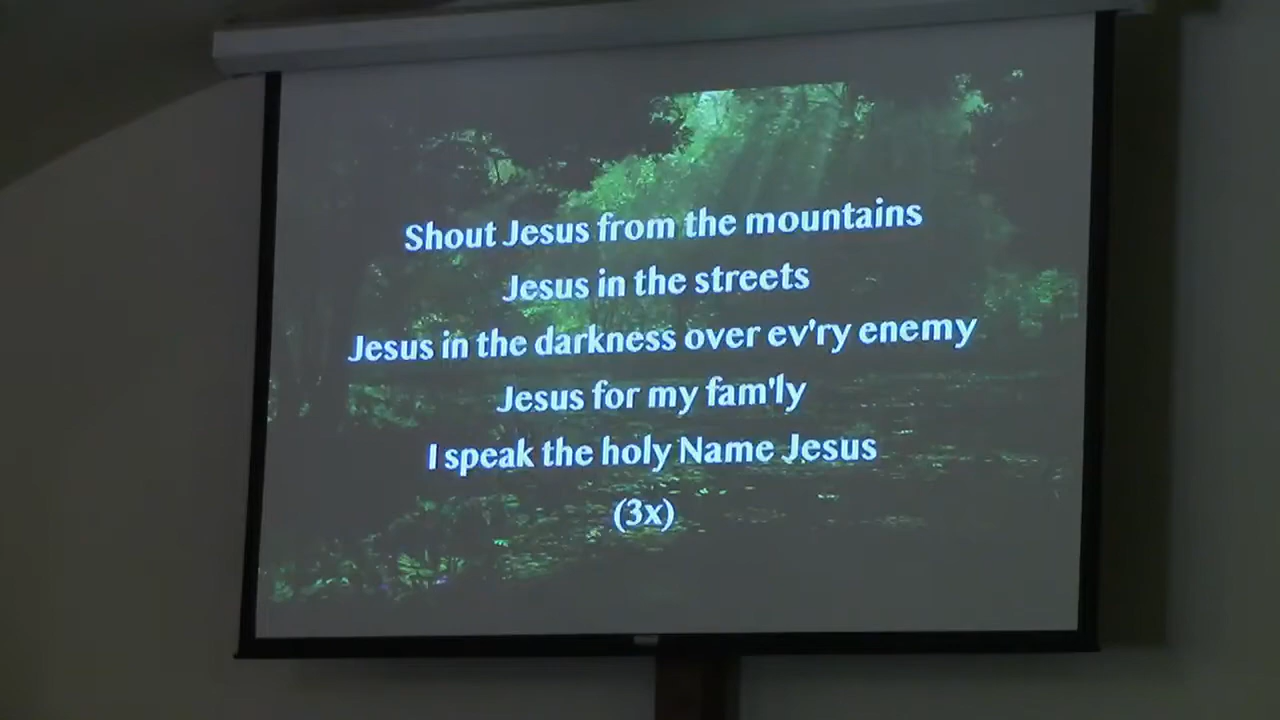 Shout Jesus from the mountains
Jesus in the streets
Jesus in the darkness over ev'ry enemy
Jesus for my fam'ly
I speak the holy Name Jesus
(3x)